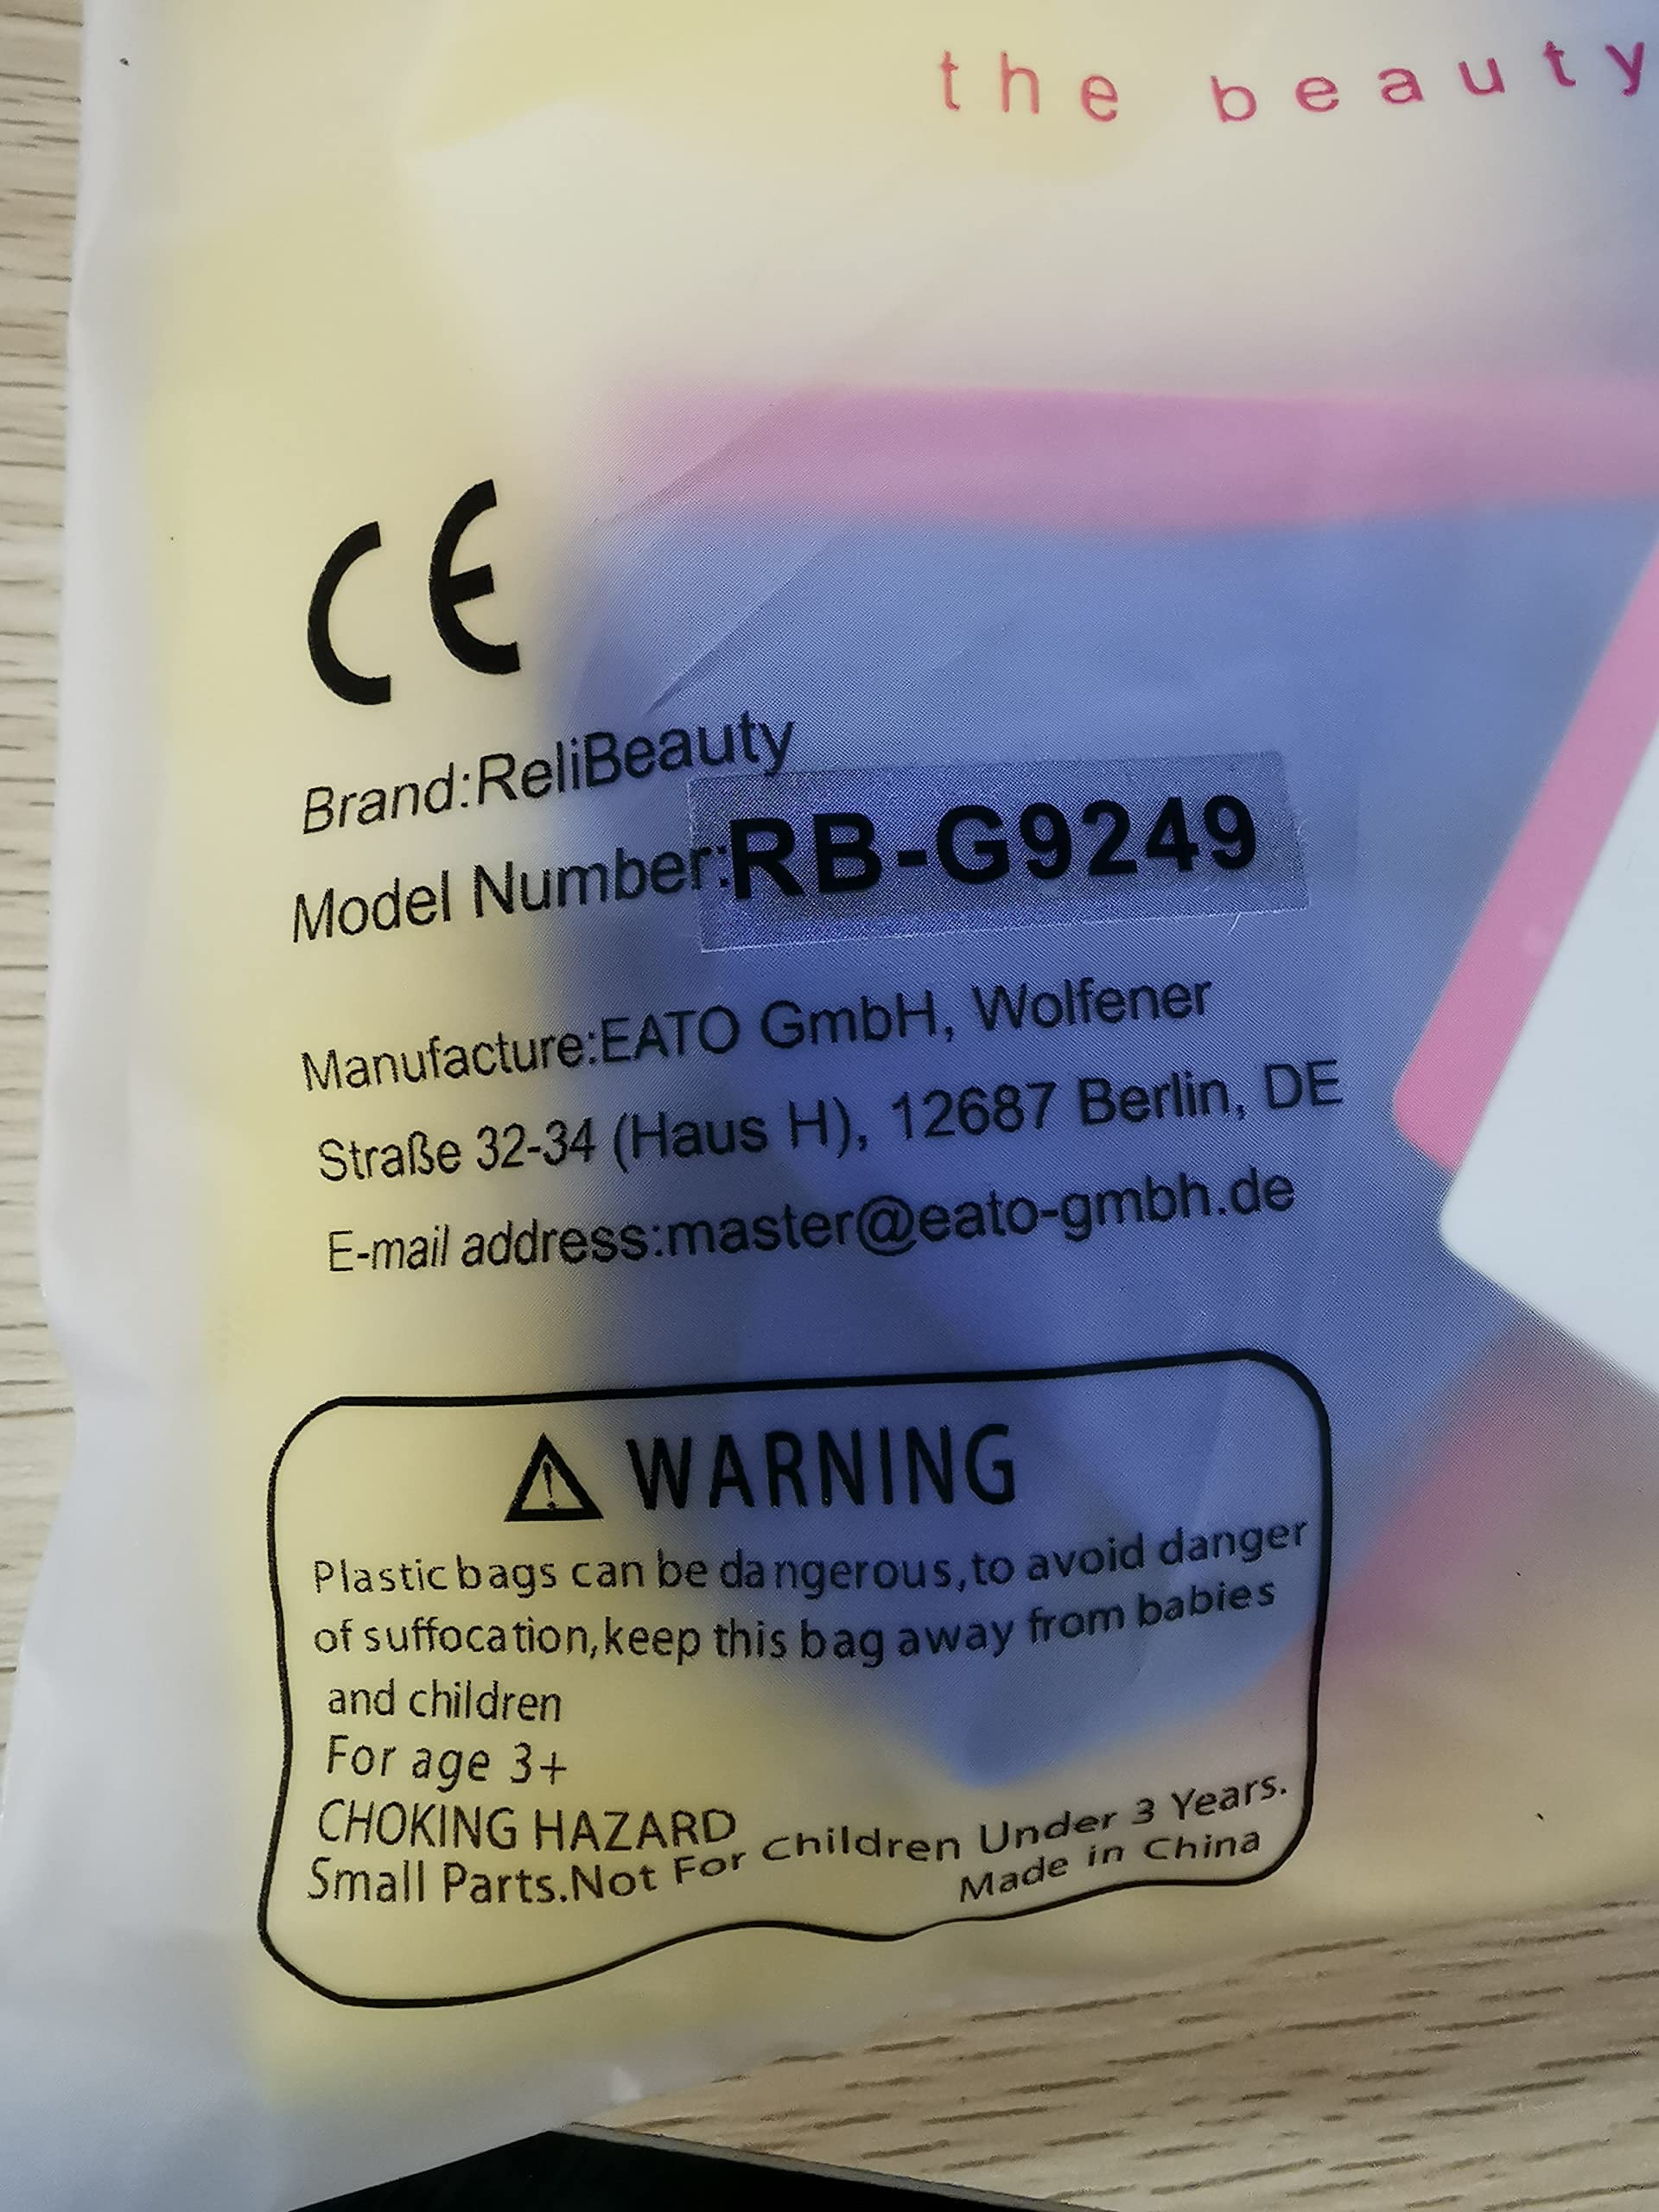 the beauty
CE
Brand:ReliBeauty
Model Number:RB-G9249
Manufacture:EATO GmbH, Wolfener
Straße 32-34 (Haus H), 12687 Berlin, DE
E-mail address:master@eato-gmbh.de
⚠ WARNING
Plastic bags can be dangerous,to avoid danger
of suffocation,keep this bag away from babies
and children
For age 3+
CHOKING HAZARD
Small Parts.Not For Children Under 3 Years.
Made in China